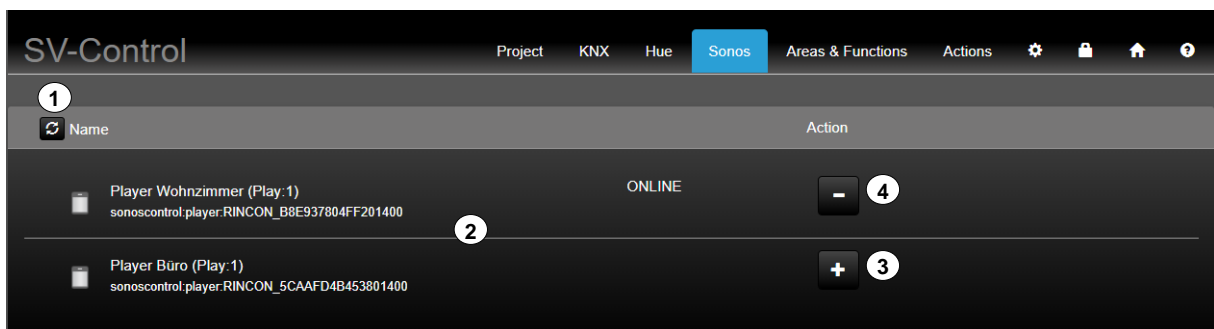 SV-Control
Project KNX Hue Sonos Areas & Functions Actions ?
1
Name Action
Player Wohnzimmer (Play:1) ONLINE - 4
sonoscontrol:player:RINCON_B8E937804FF201400
2
Player Büro (Play:1) + 3
sonoscontrol:player:RINCON_5CAAFD4B453801400